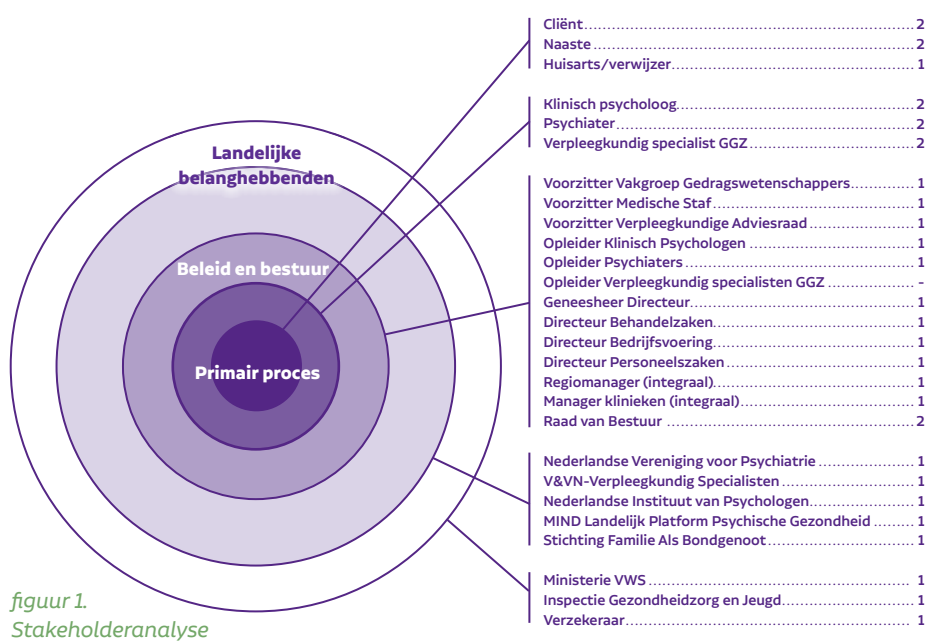 Cliënt 2
Naaste 2
Huisarts/verwijzer 1
Klinisch psycholoog 2
Psychiater 2
Verpleegkundig specialist GGZ 2
Voorzitter Vakgroep Gedragswetenschappers 1
Voorzitter Medische Staf 1
Voorzitter Verpleegkundige Adviesraad 1
Opleider Klinisch Psychologen 1
Opleider Psychiaters 1
Opleider Verpleegkundig specialisten GGZ -
Geneesheer Directeur 1
Directeur Behandelzaken 1
Directeur Bedrijfsvoering 1
Directeur Personeelszaken 1
Regiomanager (integraal) 1
Manager klinieken (integraal) 1
Raad van Bestuur 2
Nederlandse Vereniging voor Psychiatrie 1
V&VN-Verpleegkundig Specialisten 1
Nederlandse Instituut van Psychologen 1
MIND Landelijk Platform Psychische Gezondheid 1
Stichting Familie Als Bondgenoot 1
Ministerie VWS 1
Inspectie Gezondheidzorg en Jeugd 1
Verzekeraar 1
Landelijke
belanghebbenden
Beleid en bestuur
Primair proces
figuur 1.
Stakeholderanalyse